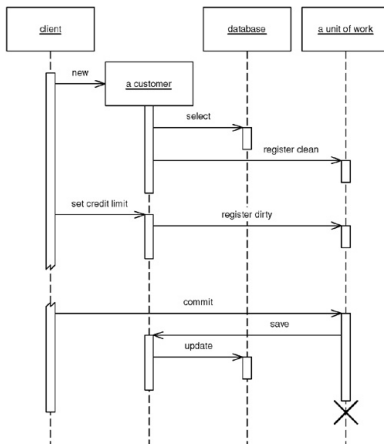 client
database
a unit of work
new
a customer
select
register clean
set credit limit
register dirty
commit
save
update